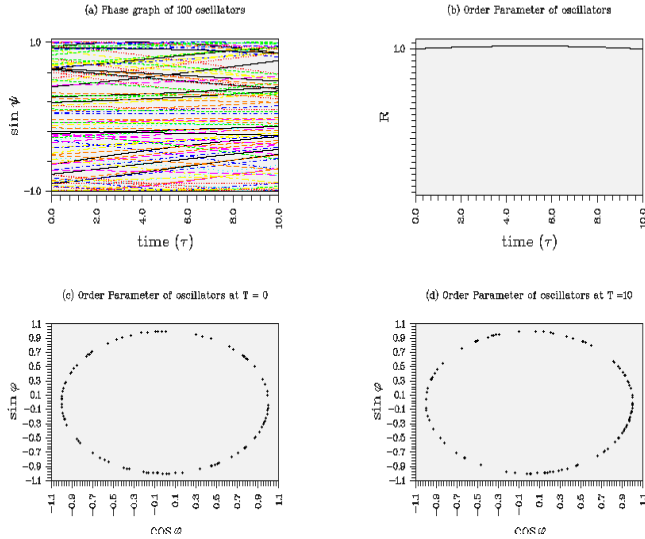 (a) Phase graph of 100 oscillators
1.0
sin ψ
−1.0
0.0 2.0 4.0 6.0 8.0 10.0
time (τ)
(b) Order Parameter of oscillators
1.0
R
0.0 2.0 4.0 6.0 8.0 10.0
time (τ)
(c) Order Parameter of oscillators at T = 0
1.1
0.9
0.7
0.5
0.3
0.1
−0.1
−0.3
−0.5
−0.7
−0.9
−1.1
sin φ
−1.1 −0.9 −0.7 −0.5 −0.3 −0.1 0.1 0.3 0.5 0.7 0.9 1.1
cos φ
(d) Order Parameter of oscillators at T =10
1.1
0.9
0.7
0.5
0.3
0.1
−0.1
−0.3
−0.5
−0.7
−0.9
−1.1
sin φ
−1.1 −0.9 −0.7 −0.5 −0.3 −0.1 0.1 0.3 0.5 0.7 0.9 1.1
cos φ